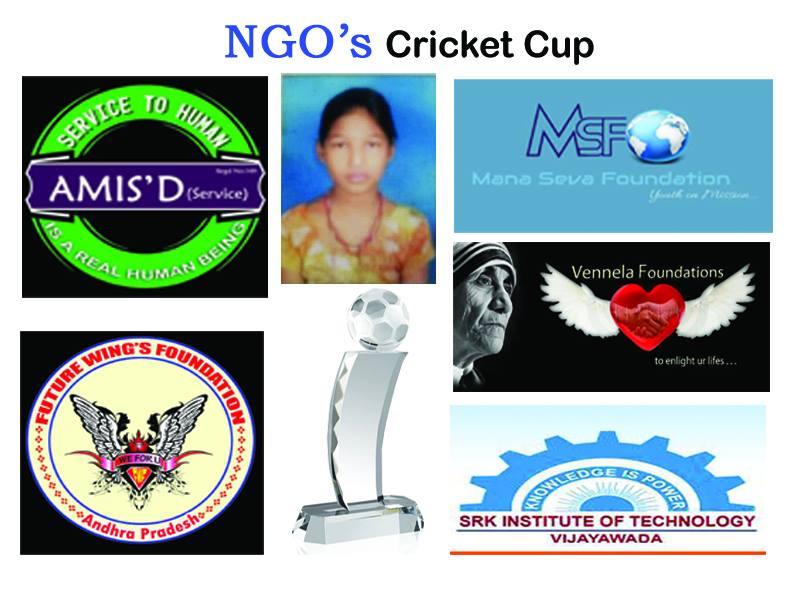 NGO's Cricket Cup
SERVICE TO HUMAN
AMIS'D (Service)
IS A REAL HUMAN BEING
MSF
Mana Seva Foundation
Youth on Mission...
Vennela Foundations
to enlight ur lifes...
FUTURE WING'S FOUNDATION
WE FOR U
Andhra Pradesh
KNOWLEDGE IS POWER
SRK INSTITUTE OF TECHNOLOGY
VIJAYAWADA